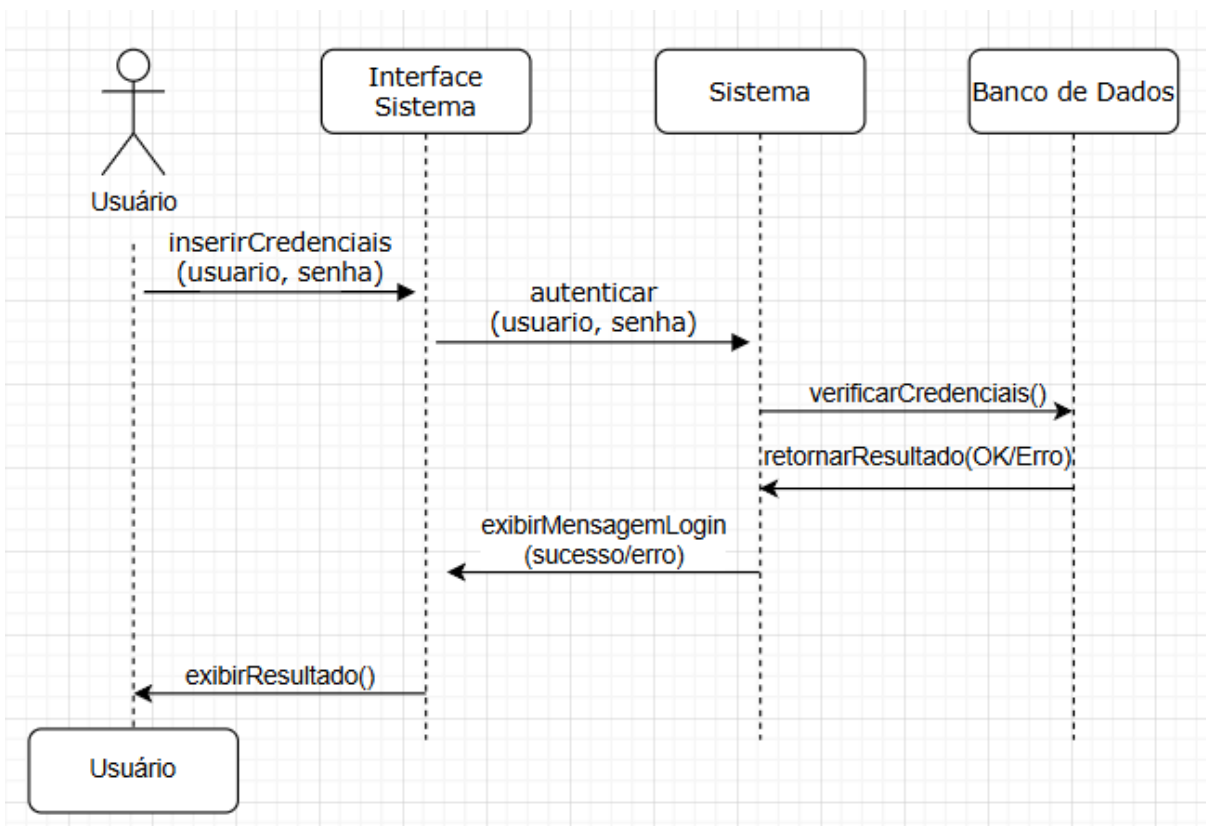 Interface
Sistema
Sistema
Banco de Dados
Usuário
inserirCredenciais
(usuario, senha)
autenticar
(usuario, senha)
verificarCredenciais()
retornarResultado(OK/Erro)
exibirMensagemLogin
(sucesso/erro)
exibirResultado()
Usuário